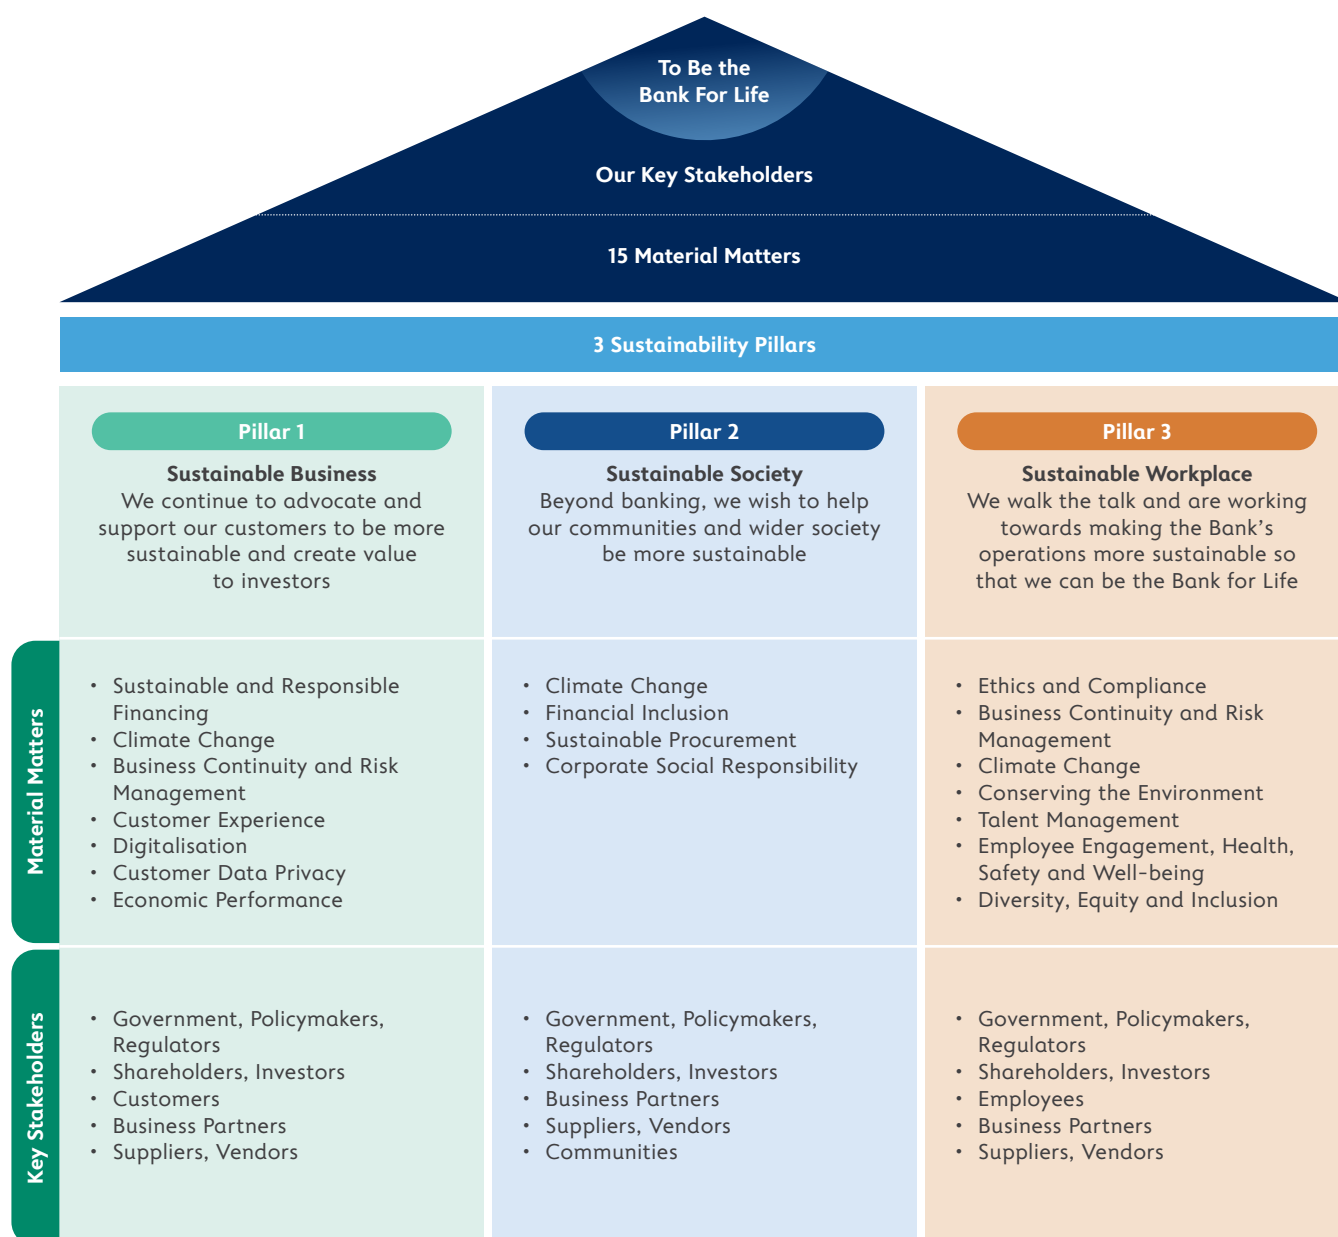 To Be the
Bank For Life
Our Key Stakeholders
15 Material Matters
3 Sustainability Pillars
Pillar 1
Sustainable Business
We continue to advocate and
support our customers to be more
sustainable and create value
to investors
Pillar 2
Sustainable Society
Beyond banking, we wish to help
our communities and wider society
be more sustainable
Pillar 3
Sustainable Workplace
We walk the talk and are working
towards making the Bank's
operations more sustainable so
that we can be the Bank for Life
Material Matters
• Sustainable and Responsible
Financing
• Climate Change
• Business Continuity and Risk
Management
• Customer Experience
• Digitalisation
• Customer Data Privacy
• Economic Performance
• Climate Change
• Financial Inclusion
• Sustainable Procurement
• Corporate Social Responsibility
• Ethics and Compliance
• Business Continuity and Risk
Management
• Climate Change
• Conserving the Environment
• Talent Management
• Employee Engagement, Health,
Safety and Well-being
• Diversity, Equity and Inclusion
Key Stakeholders
• Government, Policymakers,
Regulators
• Shareholders, Investors
• Customers
• Business Partners
• Suppliers, Vendors
• Government, Policymakers,
Regulators
• Shareholders, Investors
• Business Partners
• Suppliers, Vendors
• Communities
• Government, Policymakers,
Regulators
• Shareholders, Investors
• Employees
• Business Partners
• Suppliers, Vendors